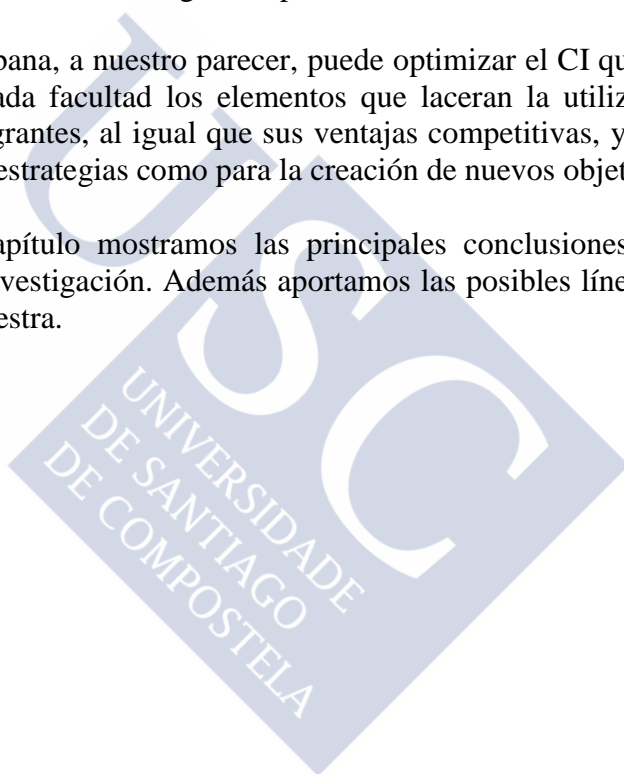 bana, a nuestro parecer, puede optimizar el CI qu
ada facultad los elementos que laceran la utiliz
grantes, al igual que sus ventajas competitivas, y
estrategias como para la creación de nuevos objet
apítulo mostramos las principales conclusiones
vestigación. Además aportamos las posibles líne
estra.
USC
UNIVERSIDADE
DE SANTIAGO
DE COMPOSTELA